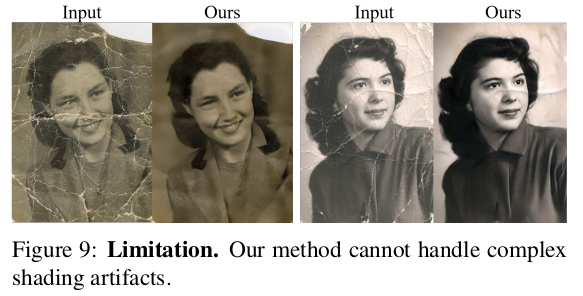 Input Ours Input Ours
Figure 9: Limitation. Our method cannot handle complex
shading artifacts.